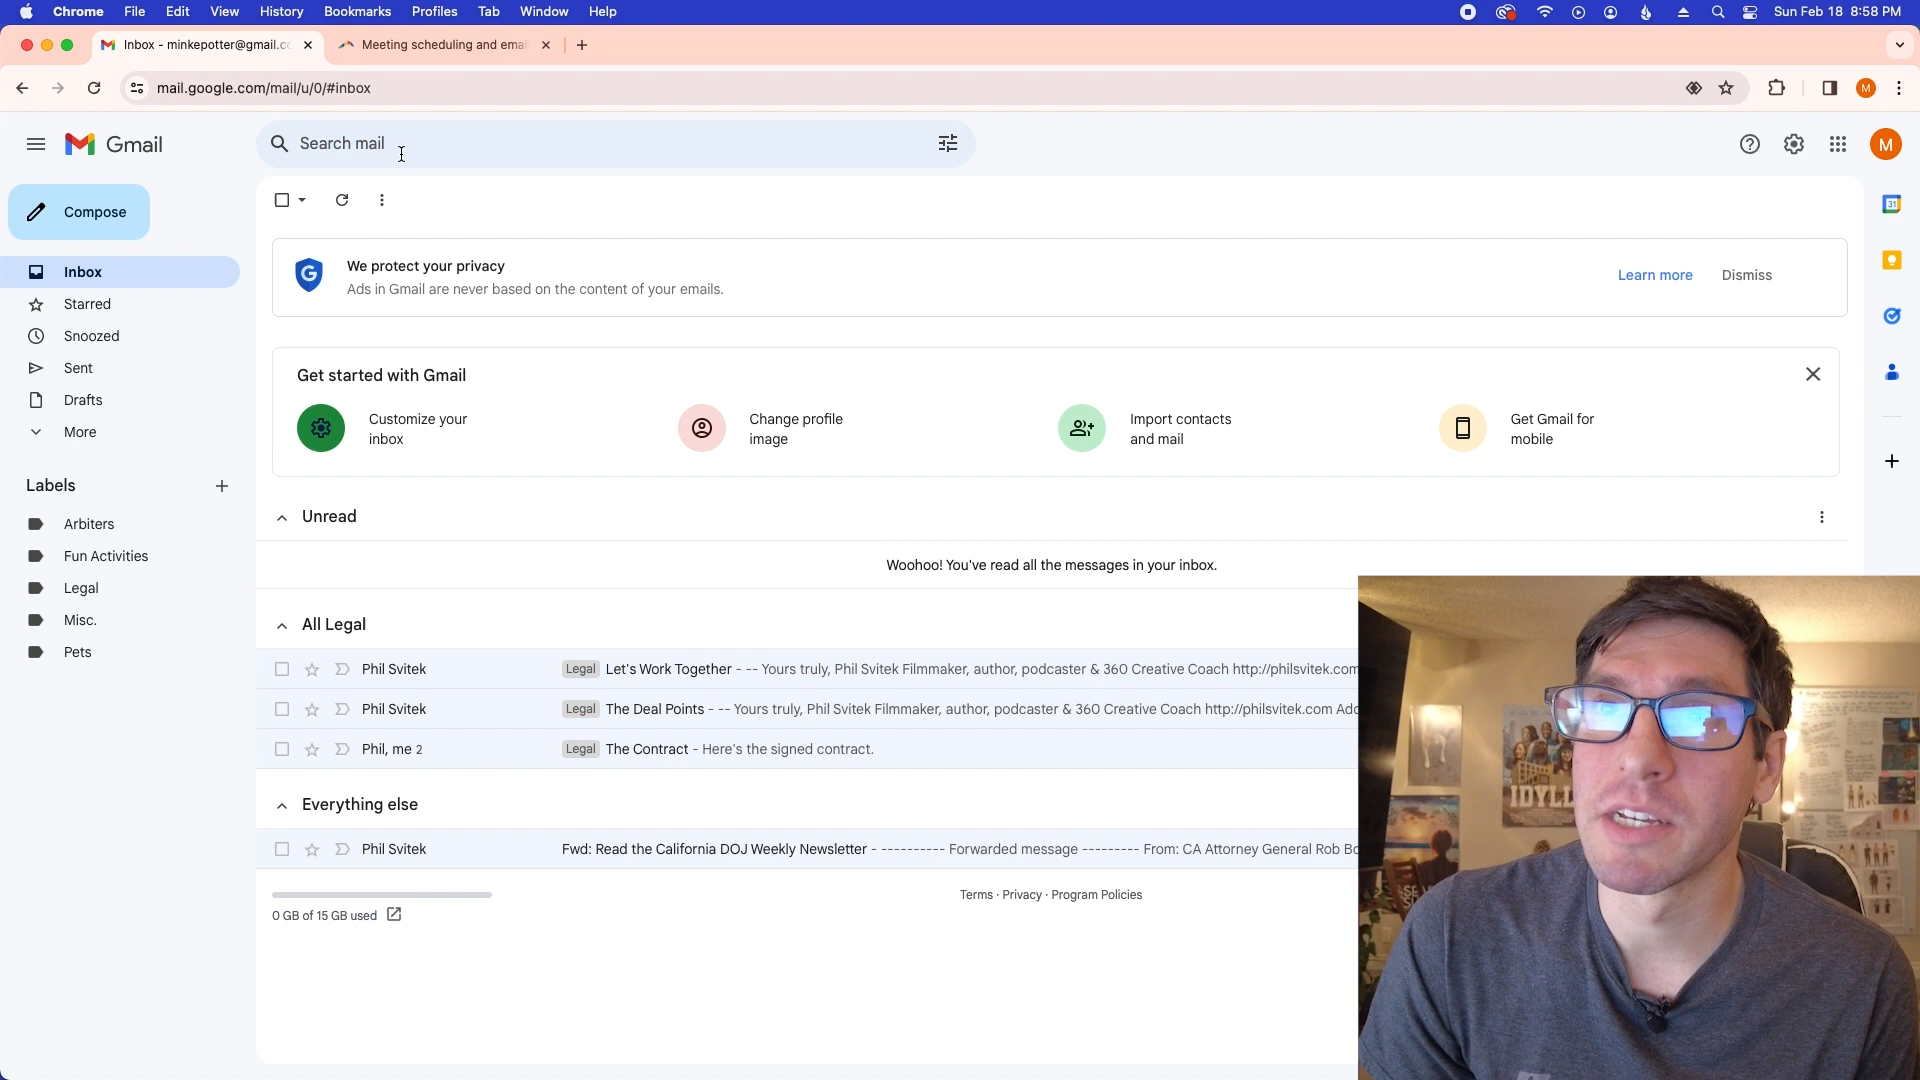 Chrome File Edit View History Bookmarks Profiles Tab Window Help Sun Feb 18 8:58 PM
Inbox - minkepotter@gmail.cc Meeting scheduling and emai
mail.google.com/mail/u/0/#inbox M
Gmail Search mail M
Compose
31
We protect your privacy
Ads in Gmail are never based on the content of your emails.
Learn more Dismiss
Inbox
Starred
Snoozed
Sent
Drafts
More
Labels
Arbiters
Fun Activities
Legal
Misc.
Pets
Get started with Gmail
Customize your
inbox
Change profile
image
Import contacts
and mail
Get Gmail for
mobile
Unread
Woohoo! You've read all the messages in your inbox.
All Legal
Phil Svitek Legal Let's Work Together - -- Yours truly, Phil Svitek Filmmaker, author, podcaster & 360 Creative Coach http://philsvitek.com
Phil Svitek Legal The Deal Points - -- Yours truly, Phil Svitek Filmmaker, author, podcaster & 360 Creative Coach http://philsvitek.com Adc
Phil, me 2 Legal The Contract - Here's the signed contract.
Everything else
Phil Svitek Fwd: Read the California DOJ Weekly Newsletter - ---------- Forwarded message --------- From: CA Attorney General Rob Bo
0 GB of 15 GB used
Terms · Privacy · Program Policies
IDYLL